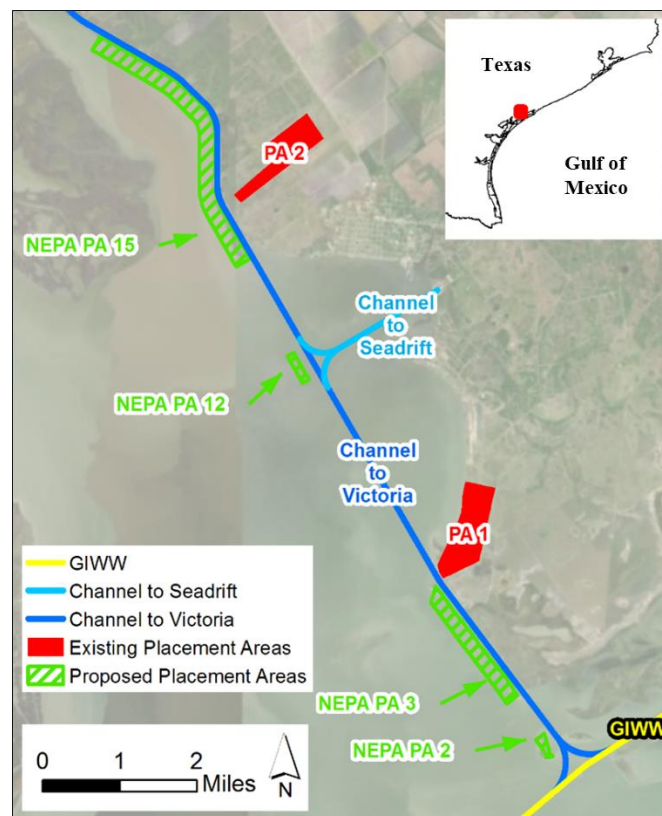 Texas
Gulf of
Mexico
PA 2
NEPA PA 15
Channel
to
Seadrift
NEPA PA 12
Channel
to
Victoria
PA 1
GIWW
Channel to Seadrift
Channel to Victoria
Existing Placement Areas
Proposed Placement Areas
NEPA PA 3
NEPA PA 2
GIWW
0 1 2
Miles
N